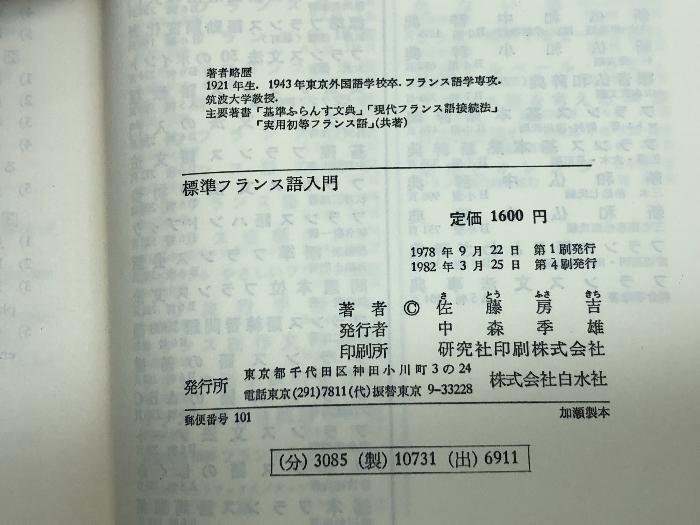 著者略歴
1921年生．1943年東京外国語学校卒．フランス語学専攻．
筑波大学教授．
主要著書「基準ふらんす文典」「現代フランス語接続法」
「実用初等フランス語」(共著)
標準フランス語入門
定価 1600 円
1978 年 9 月 22 日 第1刷発行
1982 年 3 月 25 日 第4刷発行
さ とう ふさ きち
著者 © 佐藤房吉
発行者 中森季雄
印刷所 研究社印刷株式会社
発行所 東京都千代田区神田小川町3の24 株式会社白水社
電話東京(291)7811(代)振替東京 9-33228
郵便番号 101 加瀬製本
(分) 3085 (製) 10731 (出) 6911